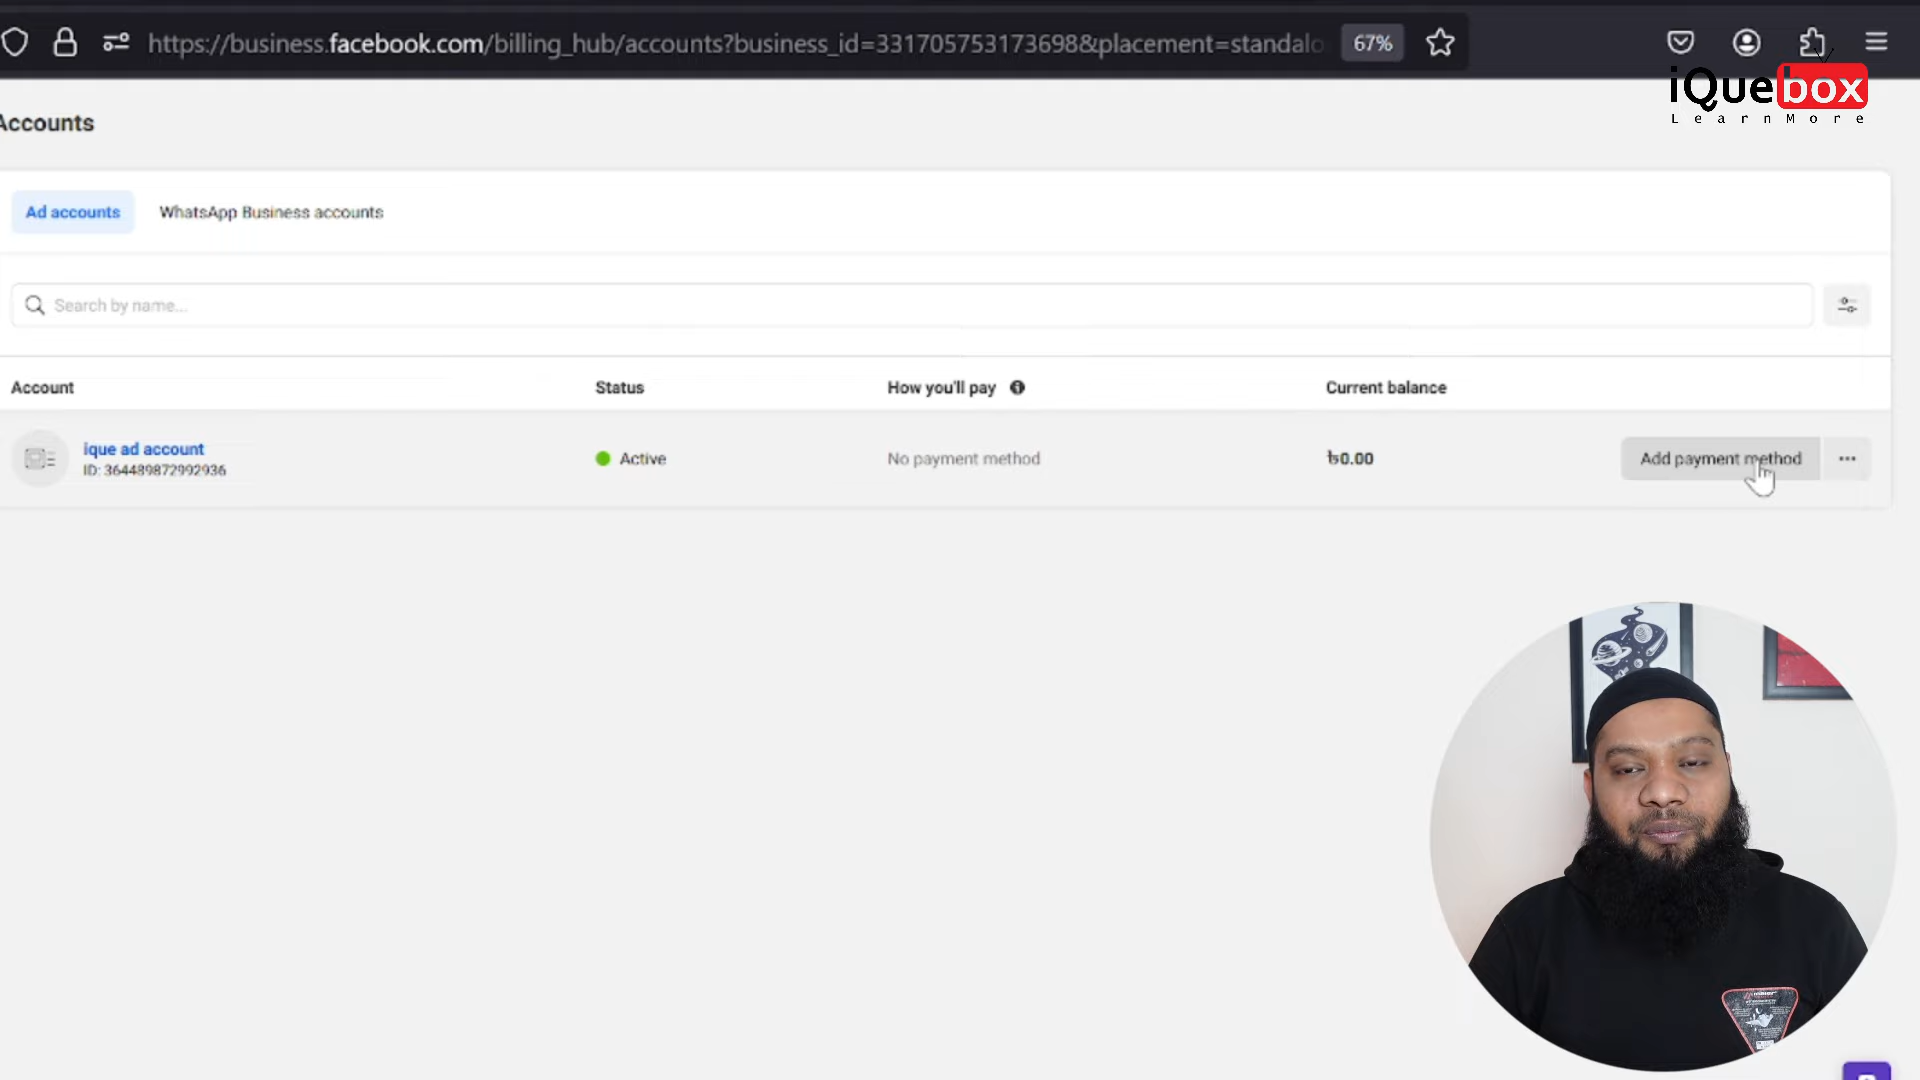 https://business.facebook.com/billing_hub/accounts?business_id=331705753173698&placement=standalo
67%
iQuebox
LearnMore
Accounts
Ad accounts
WhatsApp Business accounts
Search by name...
Account
Status
How you'll pay
Current balance
ique ad account
ID: 364489872992936
Active
No payment method
৳0.00
Add payment method